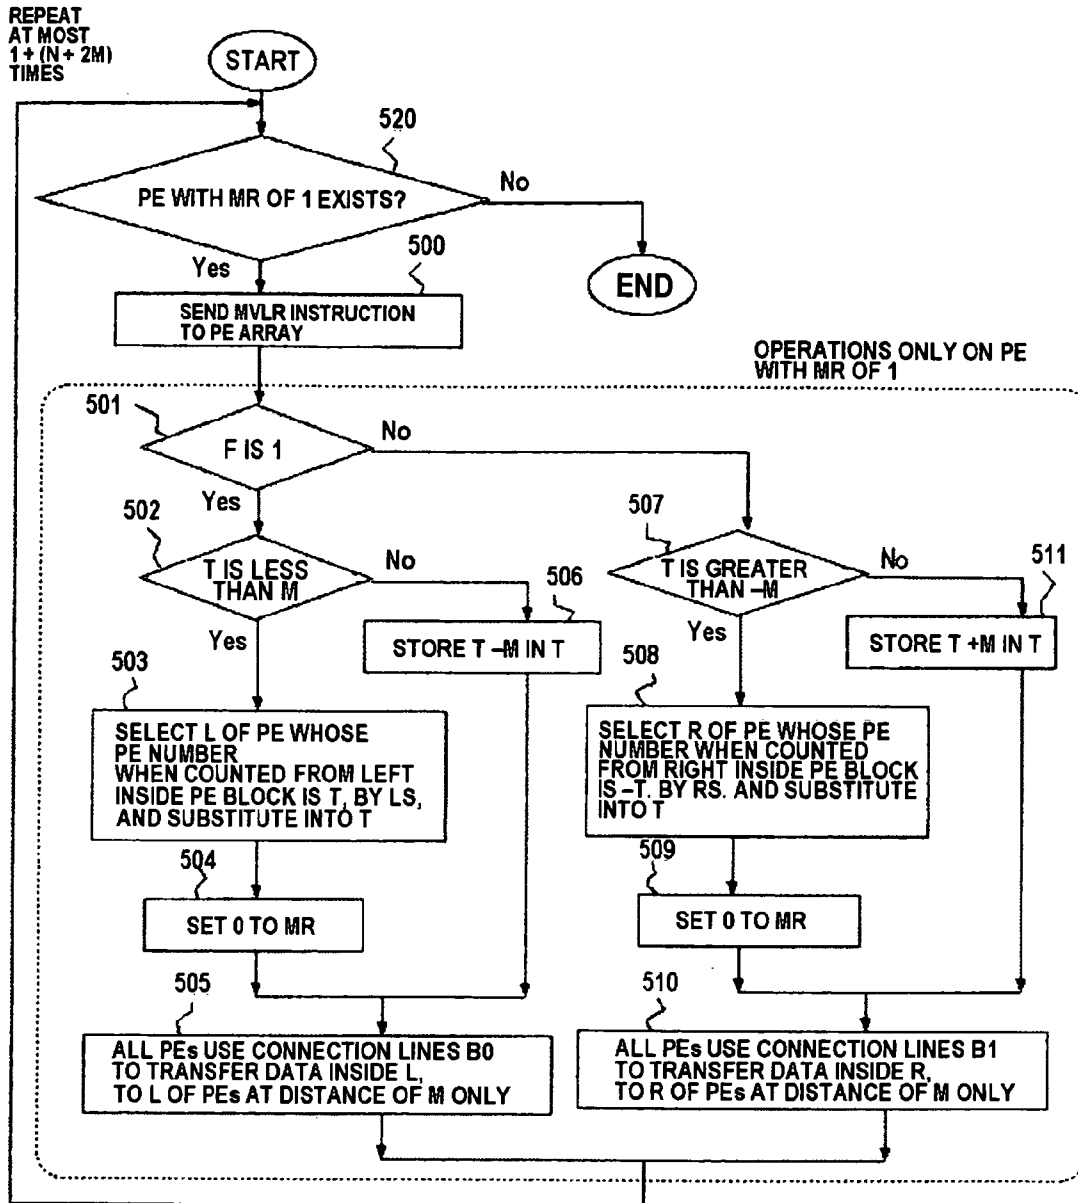 REPEAT
AT MOST
1 + (N + 2M)
TIMES
START
520
PE WITH MR OF 1 EXISTS?
No
Yes
500
END
SEND MVLR INSTRUCTION
TO PE ARRAY
OPERATIONS ONLY ON PE
WITH MR OF 1
501
F IS 1
No
Yes
502
T IS LESS
THAN M
No
Yes
506
STORE T –M IN T
507
T IS GREATER
THAN –M
No
Yes
511
STORE T +M IN T
503
SELECT L OF PE WHOSE
PE NUMBER
WHEN COUNTED FROM LEFT
INSIDE PE BLOCK IS T, BY LS,
AND SUBSTITUTE INTO T
508
SELECT R OF PE WHOSE PE
NUMBER WHEN COUNTED
FROM RIGHT INSIDE PE BLOCK
IS –T. BY RS. AND SUBSTITUTE
INTO T
504
SET 0 TO MR
509
SET 0 TO MR
505
ALL PEs USE CONNECTION LINES B0
TO TRANSFER DATA INSIDE L,
TO L OF PEs AT DISTANCE OF M ONLY
510
ALL PEs USE CONNECTION LINES B1
TO TRANSFER DATA INSIDE R,
TO R OF PEs AT DISTANCE OF M ONLY